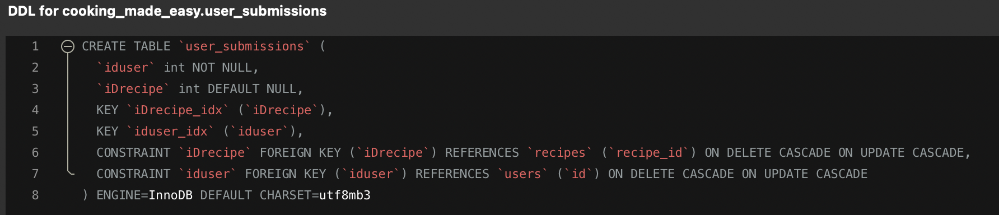 DDL for cooking_made_easy.user_submissions
1 CREATE TABLE `user_submissions` (
2 `iduser` int NOT NULL,
3 `iDrecipe` int DEFAULT NULL,
4 KEY `iDrecipe_idx` (`iDrecipe`),
5 KEY `iduser_idx` (`iduser`),
6 CONSTRAINT `iDrecipe` FOREIGN KEY (`iDrecipe`) REFERENCES `recipes` (`recipe_id`) ON DELETE CASCADE ON UPDATE CASCADE,
7 CONSTRAINT `iduser` FOREIGN KEY (`iduser`) REFERENCES `users` (`id`) ON DELETE CASCADE ON UPDATE CASCADE
8 ) ENGINE=InnoDB DEFAULT CHARSET=utf8mb3